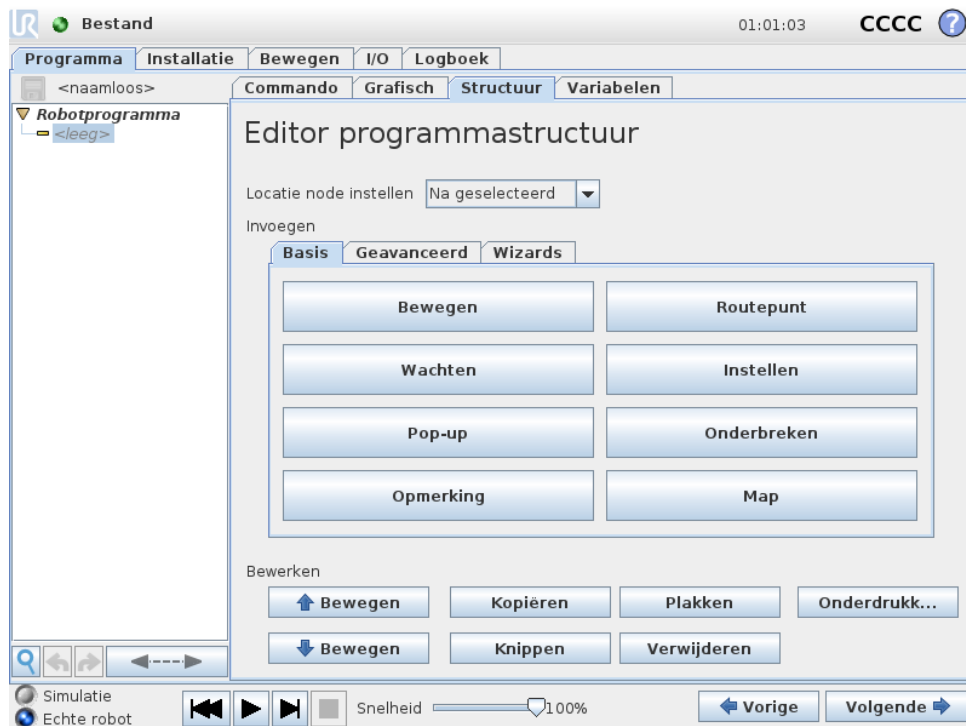 UR Bestand 01:01:03 CCCC ?
Programma Installatie Bewegen I/O Logboek
<naamloos>
Commando Grafisch Structuur Variabelen
Robotprogramma
<leeg>
Editor programmastructuur
Locatie node instellen Na geselecteerd
Invoegen
Basis Geavanceerd Wizards
Bewegen Routepunt
Wachten Instellen
Pop-up Onderbreken
Opmerking Map
Bewerken
Bewegen Kopiëren Plakken Onderdrukk...
Bewegen Knippen Verwijderen
Simulatie
Echte robot
Snelheid 100%
Vorige Volgende